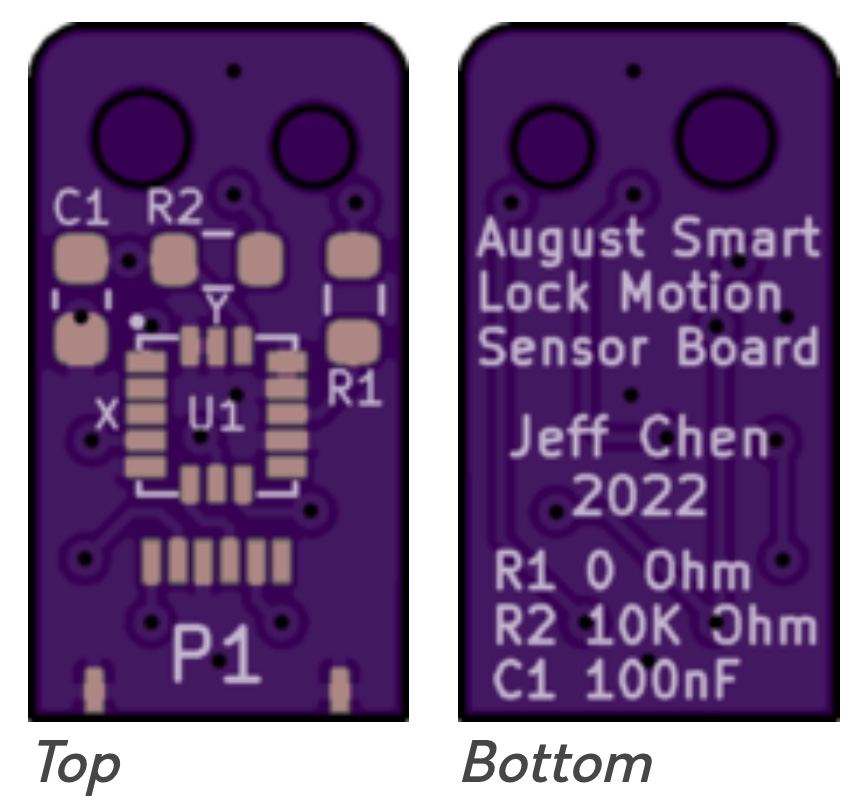 C1 R2
Y
R1
X U1
P1
Top
August Smart
Lock Motion
Sensor Board
Jeff Chen
2022
R1 0 Ohm
R2 10K Ohm
C1 100nF
Bottom